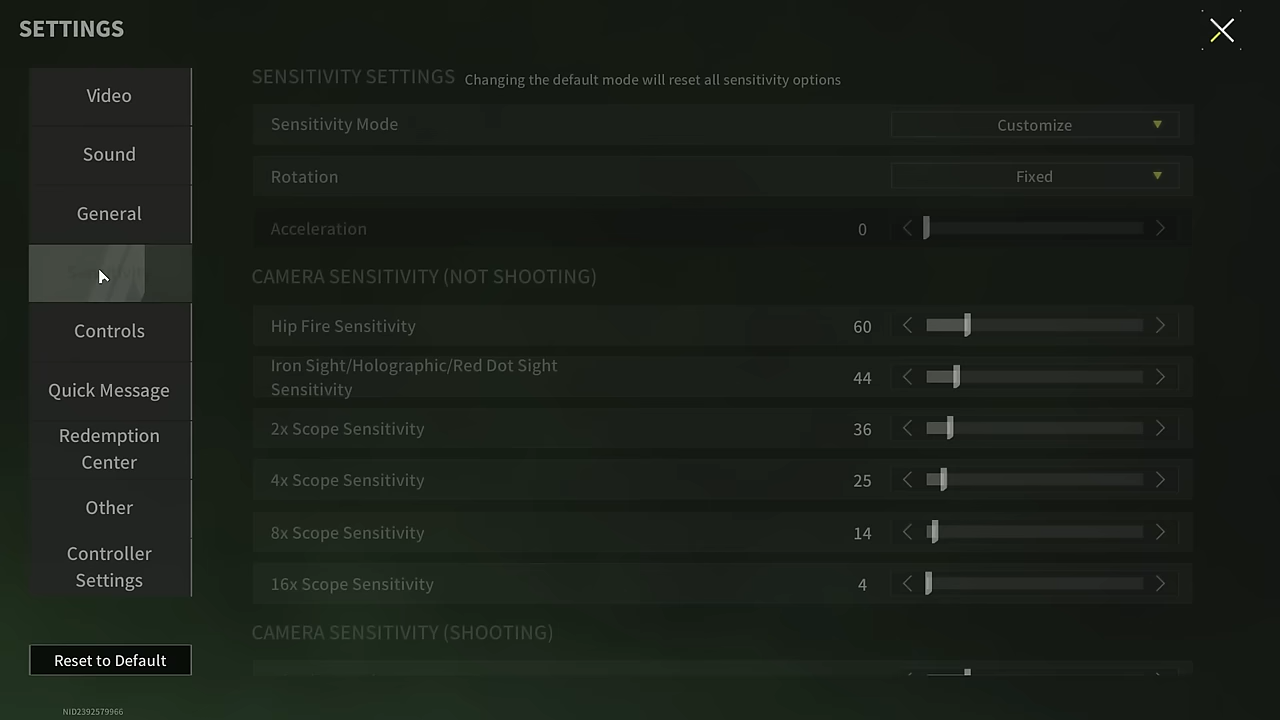 SETTINGS
Video
Sound
General
Controls
Quick Message
Redemption
Center
Other
Controller
Settings
Reset to Default
NID2392579966
SENSITIVITY SETTINGS Changing the default mode will reset all sensitivity options
Sensitivity Mode Customize
Rotation Fixed
Acceleration 0
CAMERA SENSITIVITY (NOT SHOOTING)
Hip Fire Sensitivity 60
Iron Sight/Holographic/Red Dot Sight
Sensitivity 44
2x Scope Sensitivity 36
4x Scope Sensitivity 25
8x Scope Sensitivity 14
16x Scope Sensitivity 4
CAMERA SENSITIVITY (SHOOTING)